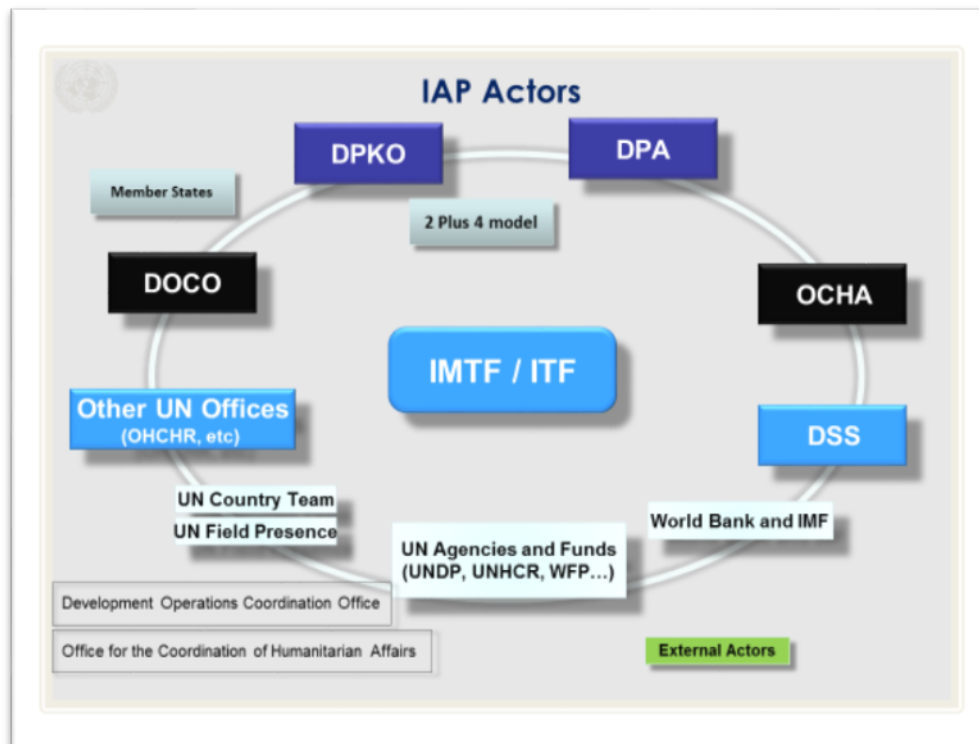 IAP Actors
DPKO
DPA
Member States
2 Plus 4 model
DOCO
OCHA
IMTF / ITF
Other UN Offices
(OHCHR, etc)
DSS
UN Country Team
UN Field Presence
World Bank and IMF
UN Agencies and Funds
(UNDP, UNHCR, WFP...)
Development Operations Coordination Office
Office for the Coordination of Humanitarian Affairs
External Actors